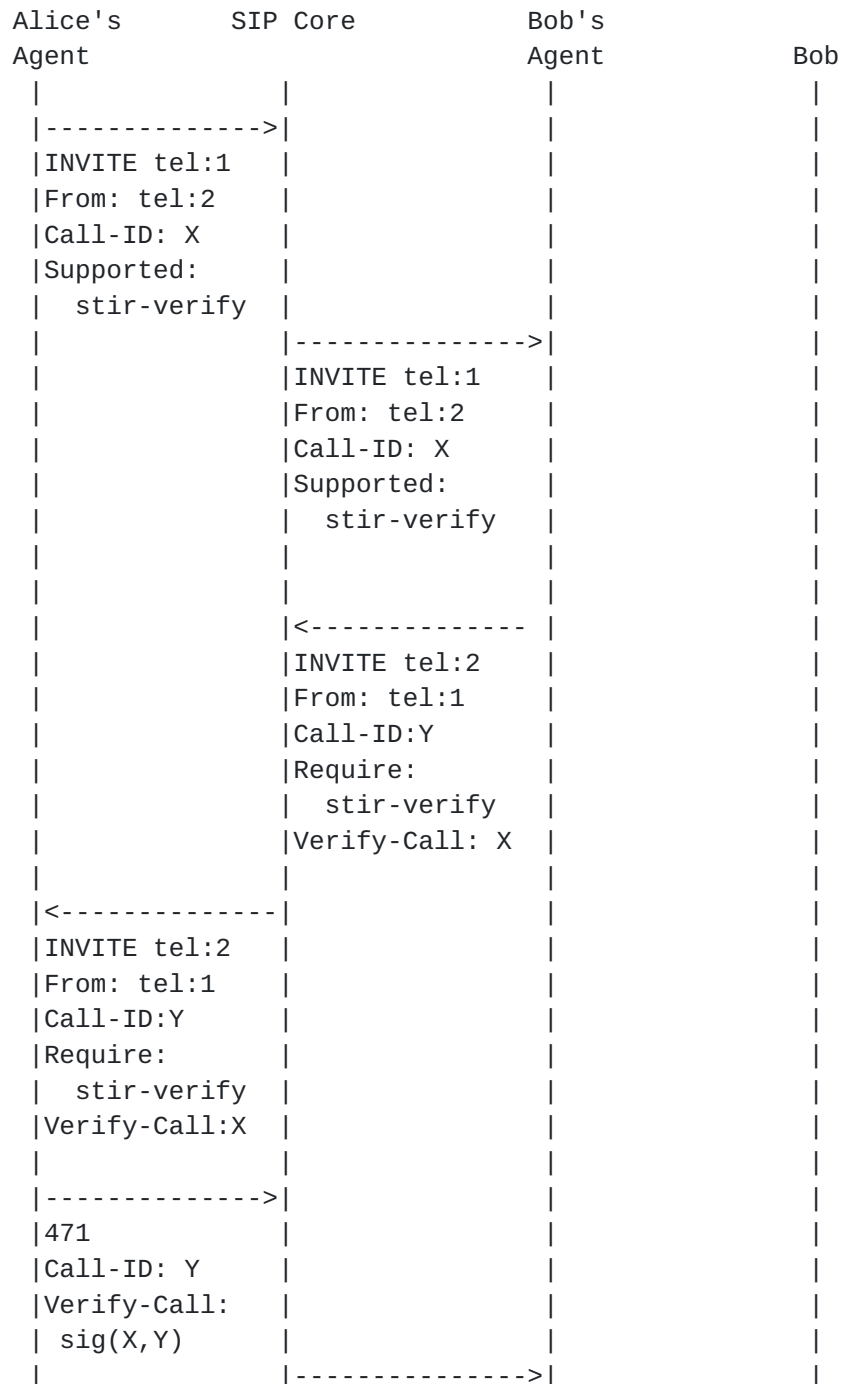 Alice's       SIP Core           Bob's
Agent                            Agent            Bob
 |               |                |                |
 |-------------->|                |                |
 |INVITE tel:1   |                |                |
 |From: tel:2    |                |                |
 |Call-ID: X     |                |                |
 |Supported:     |                |                |
 |  stir-verify  |                |                |
 |               |--------------->|                |
 |               |INVITE tel:1    |                |
 |               |From: tel:2     |                |
 |               |Call-ID: X      |                |
 |               |Supported:      |                |
 |               |  stir-verify   |                |
 |               |                |                |
 |               |                |                |
 |               |<-------------- |                |
 |               |INVITE tel:2    |                |
 |               |From: tel:1     |                |
 |               |Call-ID:Y       |                |
 |               |Require:        |                |
 |               |  stir-verify   |                |
 |               |Verify-Call: X  |                |
 |               |                |                |
 |<--------------|                |                |
 |INVITE tel:2   |                |                |
 |From: tel:1    |                |                |
 |Call-ID:Y      |                |                |
 |Require:       |                |                |
 |  stir-verify  |                |                |
 |Verify-Call:X  |                |                |
 |               |                |                |
 |-------------->|                |                |
 |471            |                |                |
 |Call-ID: Y     |                |                |
 |Verify-Call:   |                |                |
 | sig(X,Y)      |                |                |
 |               |--------------->|                |